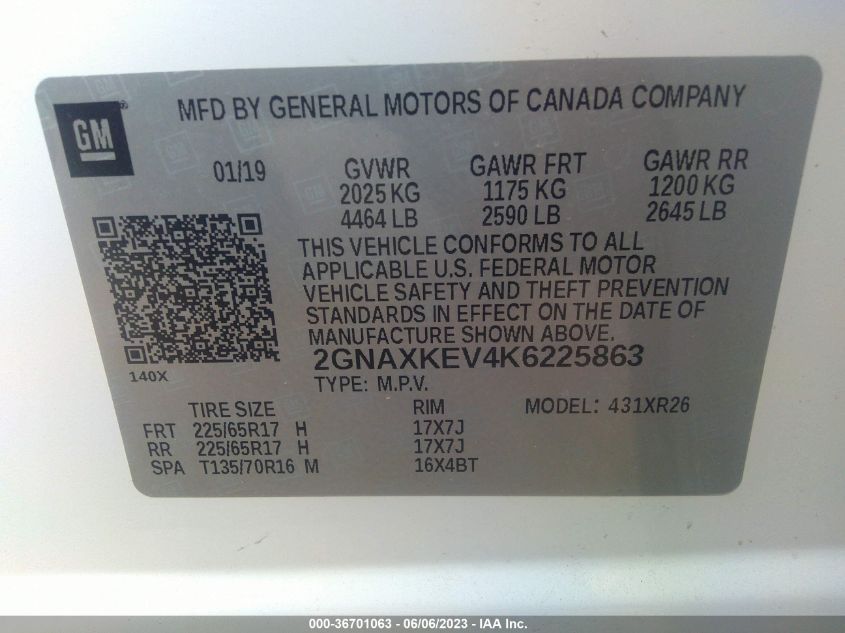 GM ®
MFD BY GENERAL MOTORS OF CANADA COMPANY
01/19 GVWR GAWR FRT GAWR RR
2025 KG 1175 KG 1200 KG
4464 LB 2590 LB 2645 LB
THIS VEHICLE CONFORMS TO ALL
APPLICABLE U.S. FEDERAL MOTOR
VEHICLE SAFETY AND THEFT PREVENTION
STANDARDS IN EFFECT ON THE DATE OF
MANUFACTURE SHOWN ABOVE.
2GNAXKEV4K6225863
140X
TYPE: M.P.V.
TIRE SIZE RIM MODEL: 431XR26
FRT 225/65R17 H 17X7J
RR 225/65R17 H 17X7J
SPA T135/70R16 M 16X4BT
000-36701063 - 06/06/2023 - IAA Inc.